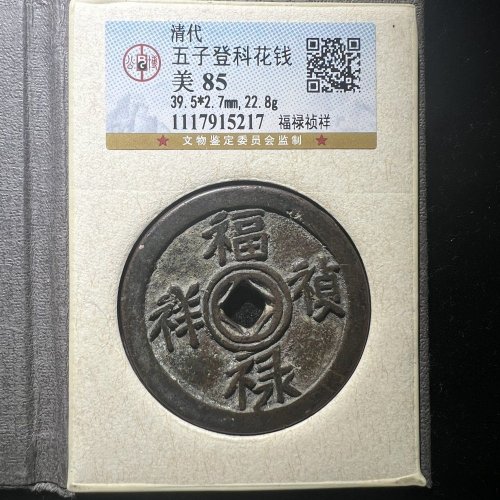 清代
五子登科花钱
美 85
39.5*2.7mm,22.8g
1117915217 福禄祯祥
★ 文物鉴定委员会监制 ★
福
祥 禎
禄